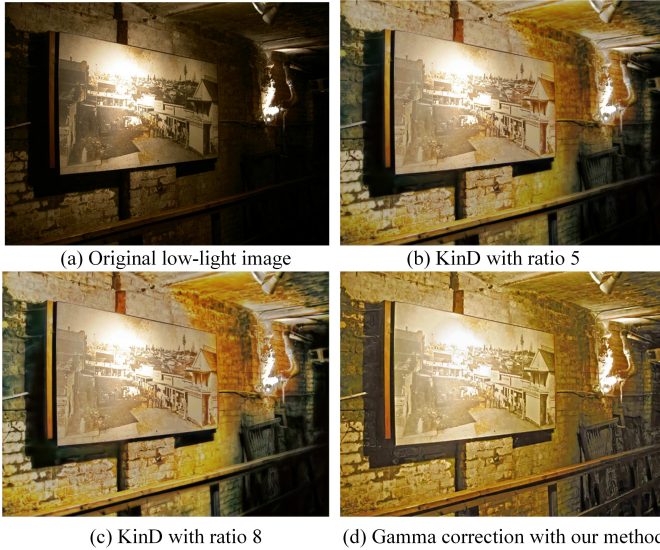 (a) Original low-light image
(b) KinD with ratio 5
(c) KinD with ratio 8
(d) Gamma correction with our method